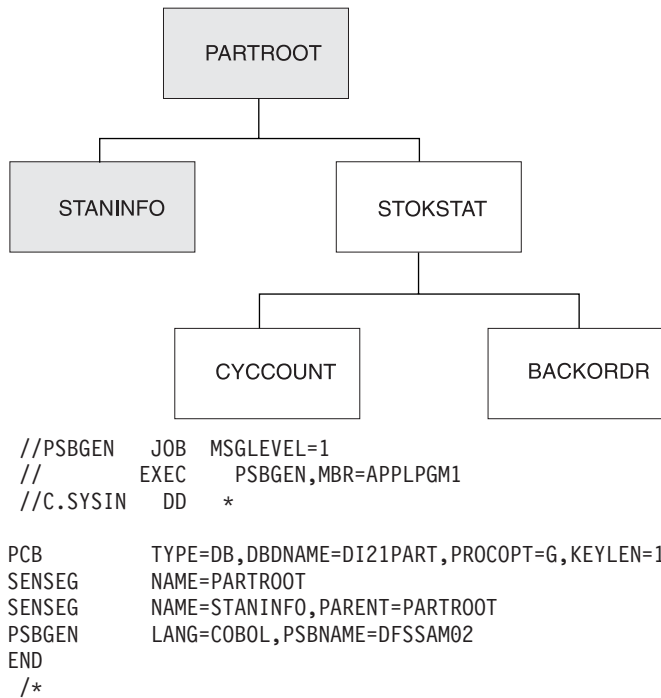 PARTROOT
STANINFO
STOKSTAT
CYCCOUNT
BACKORDR
//PSBGEN JOB MSGLEVEL=1
// EXEC PSBGEN,MBR=APPLPGM1
//C.SYSIN DD *
PCB TYPE=DB,DBDNAME=DI21PART,PROCOPT=G,KEYLEN=1
SENSEG NAME=PARTROOT
SENSEG NAME=STANINFO,PARENT=PARTROOT
PSBGEN LANG=COBOL,PSBNAME=DFSSAM02
END
/*